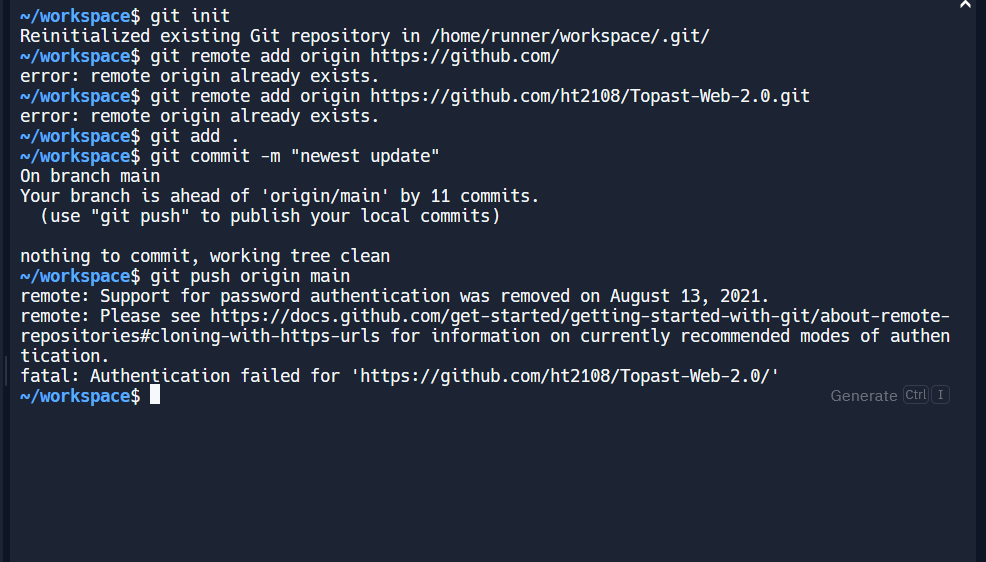 ~/workspace$ git init
Reinitialized existing Git repository in /home/runner/workspace/.git/
~/workspace$ git remote add origin https://github.com/
error: remote origin already exists.
~/workspace$ git remote add origin https://github.com/ht2108/Topast-Web-2.0.git
error: remote origin already exists.
~/workspace$ git add .
~/workspace$ git commit -m "newest update"
On branch main
Your branch is ahead of 'origin/main' by 11 commits.
  (use "git push" to publish your local commits)

nothing to commit, working tree clean
~/workspace$ git push origin main
remote: Support for password authentication was removed on August 13, 2021.
remote: Please see https://docs.github.com/get-started/getting-started-with-git/about-remote-
repositories#cloning-with-https-urls for information on currently recommended modes of authen
tication.
fatal: Authentication failed for 'https://github.com/ht2108/Topast-Web-2.0/'
~/workspace$
Generate Ctrl I